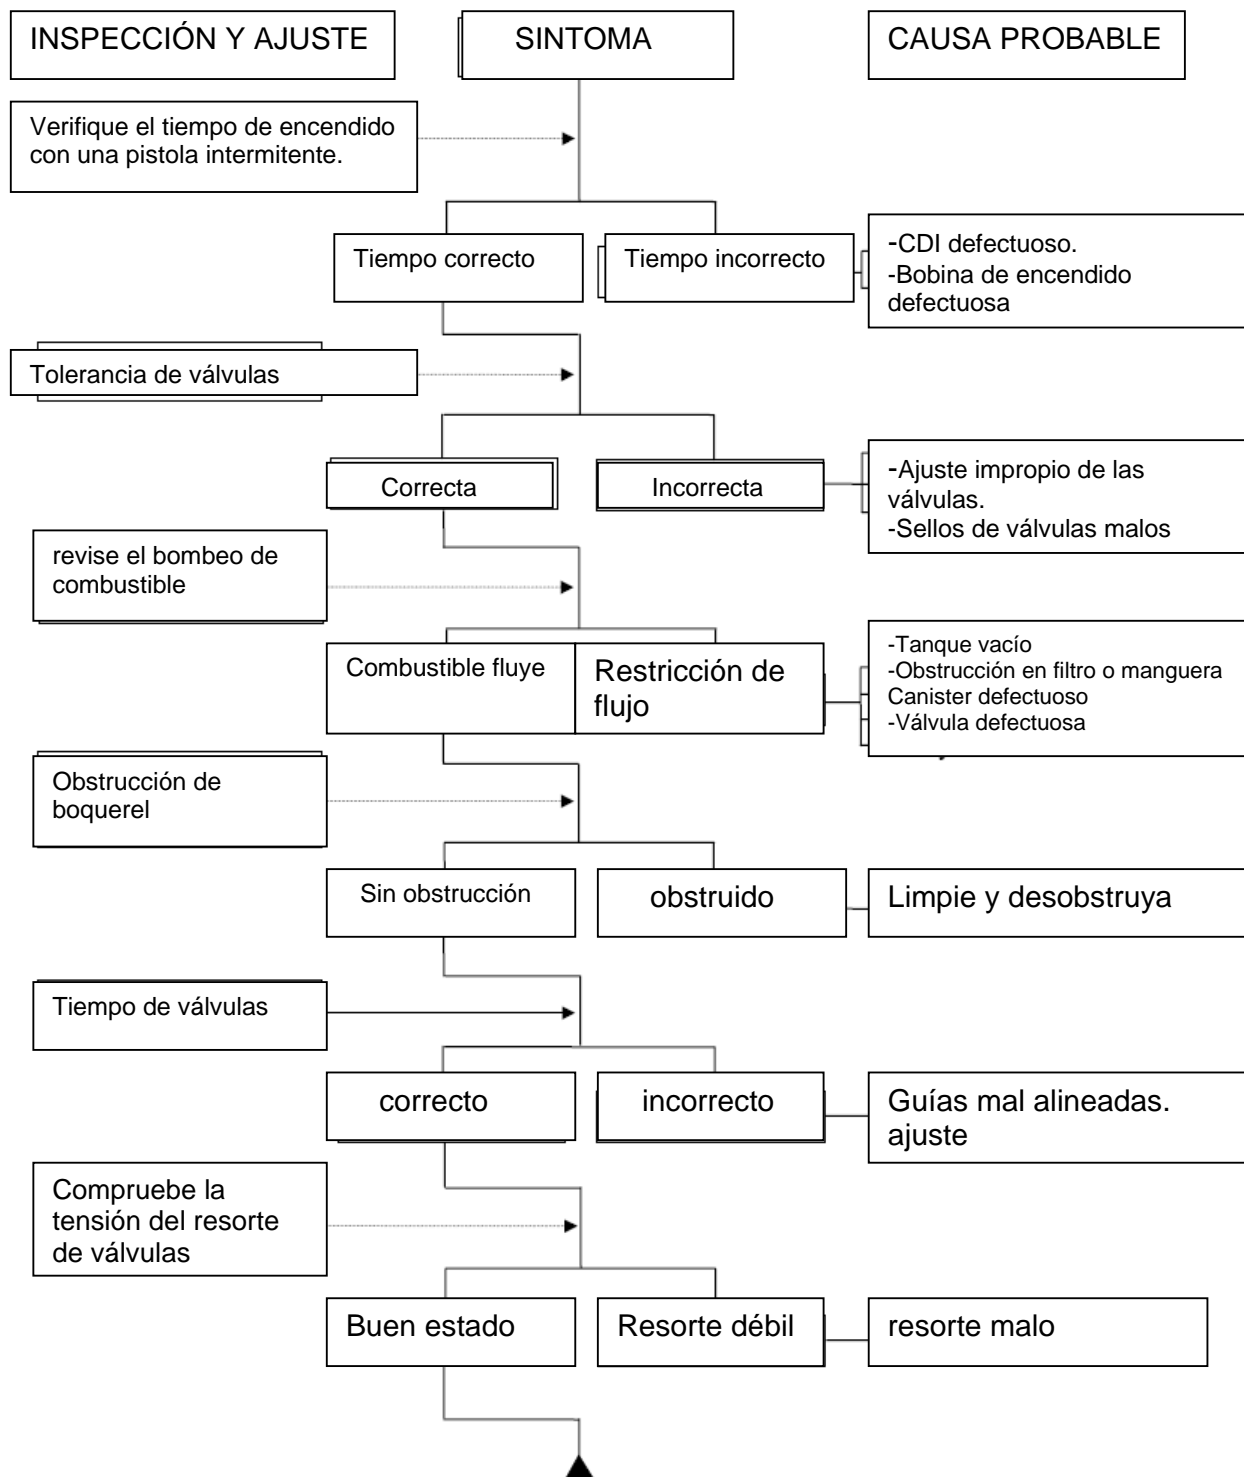 INSPECCIÓN Y AJUSTE
SINTOMA
CAUSA PROBABLE
Verifique el tiempo de encendido
con una pistola intermitente.
Tiempo correcto
Tiempo incorrecto
-CDI defectuoso.
-Bobina de encendido
defectuosa
Tolerancia de válvulas
Correcta
Incorrecta
-Ajuste impropio de las
válvulas.
-Sellos de válvulas malos
revise el bombeo de
combustible
Combustible fluye
Restricción de
flujo
-Tanque vacío
-Obstrucción en filtro o manguera
Canister defectuoso
-Válvula defectuosa
Obstrucción de
boquerel
Sin obstrucción
obstruido
Limpie y desobstruya
Tiempo de válvulas
correcto
incorrecto
Guías mal alineadas.
ajuste
Compruebe la
tensión del resorte
de válvulas
Buen estado
Resorte débil
resorte malo